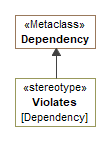 «Metaclass»
Dependency
«stereotype»
Violates
[Dependency]